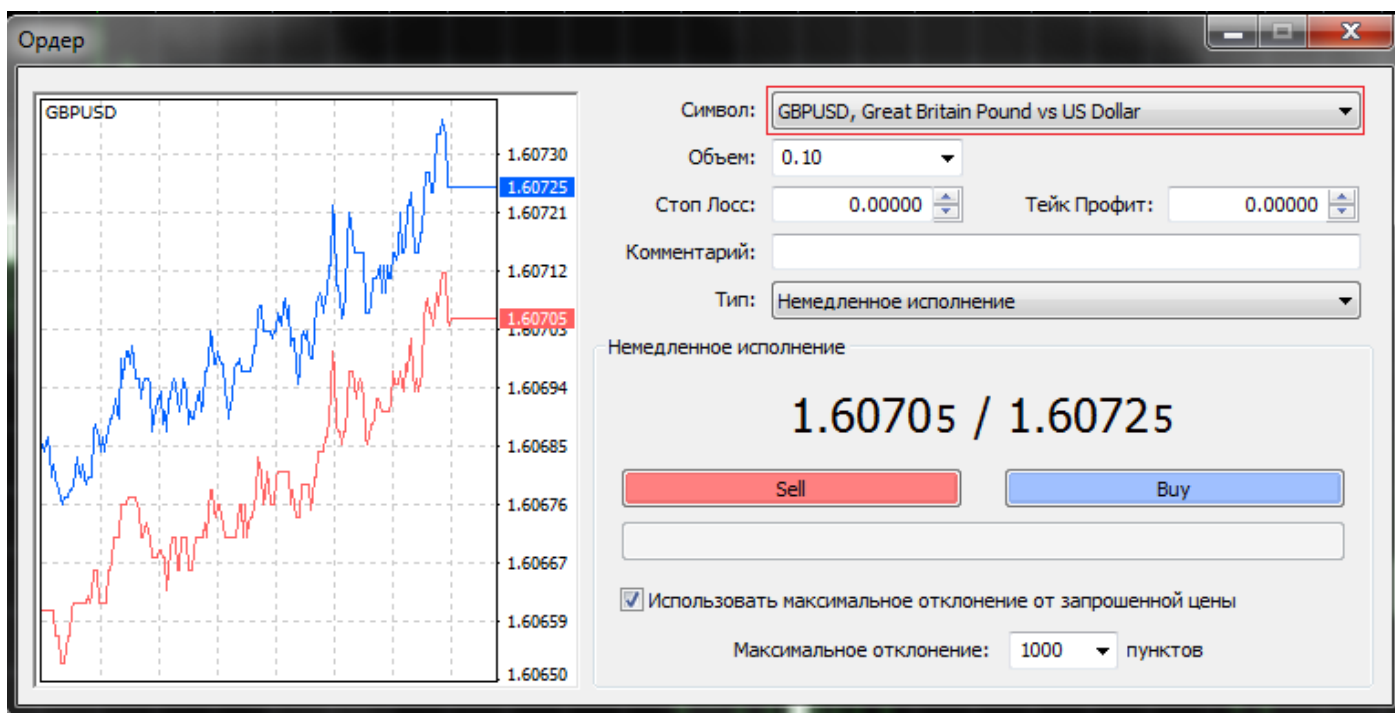 Ордер
GBPUSD
1.60730
1.60725
1.60721
1.60712
1.60705
1.60703
1.60694
1.60685
1.60676
1.60667
1.60659
1.60650
Символ: GBPUSD, Great Britain Pound vs US Dollar
Объем: 0.10
Стоп Лосс: 0.00000 Тейк Профит: 0.00000
Комментарий:
Тип: Немедленное исполнение
Немедленное исполнение
1.60705 / 1.60725
Sell Buy
Использовать максимальное отклонение от запрошенной цены
Максимальное отклонение: 1000 пунктов